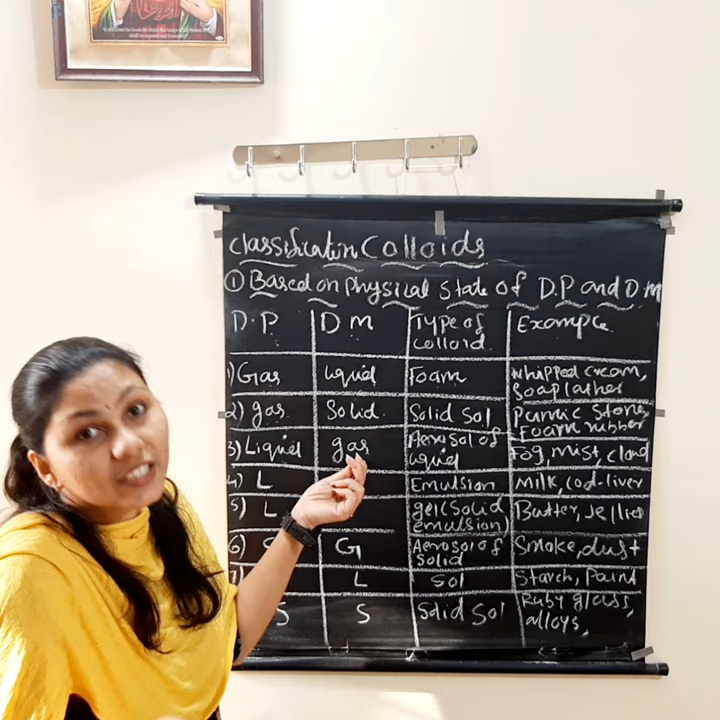 Classification Colloids
① Based on Physical State of D.P and D.M
D.P D M Type of colloid Example
1) Gas liquid Foam Whipped cream, Soap lather
2) gas Solid Solid Sol Pumic Stone, Foam rubber
3) Liquid gas Aerosol of liquid Fog, mist, cloud
4) L Emulsion Milk, cod-liver
5) L gel (solid emulsion) Butter, Jellies
6) G Aerosol of Solid Smoke, dust
7) L Sol Starch, Paint
S S Solid Sol Ruby glass, alloys,